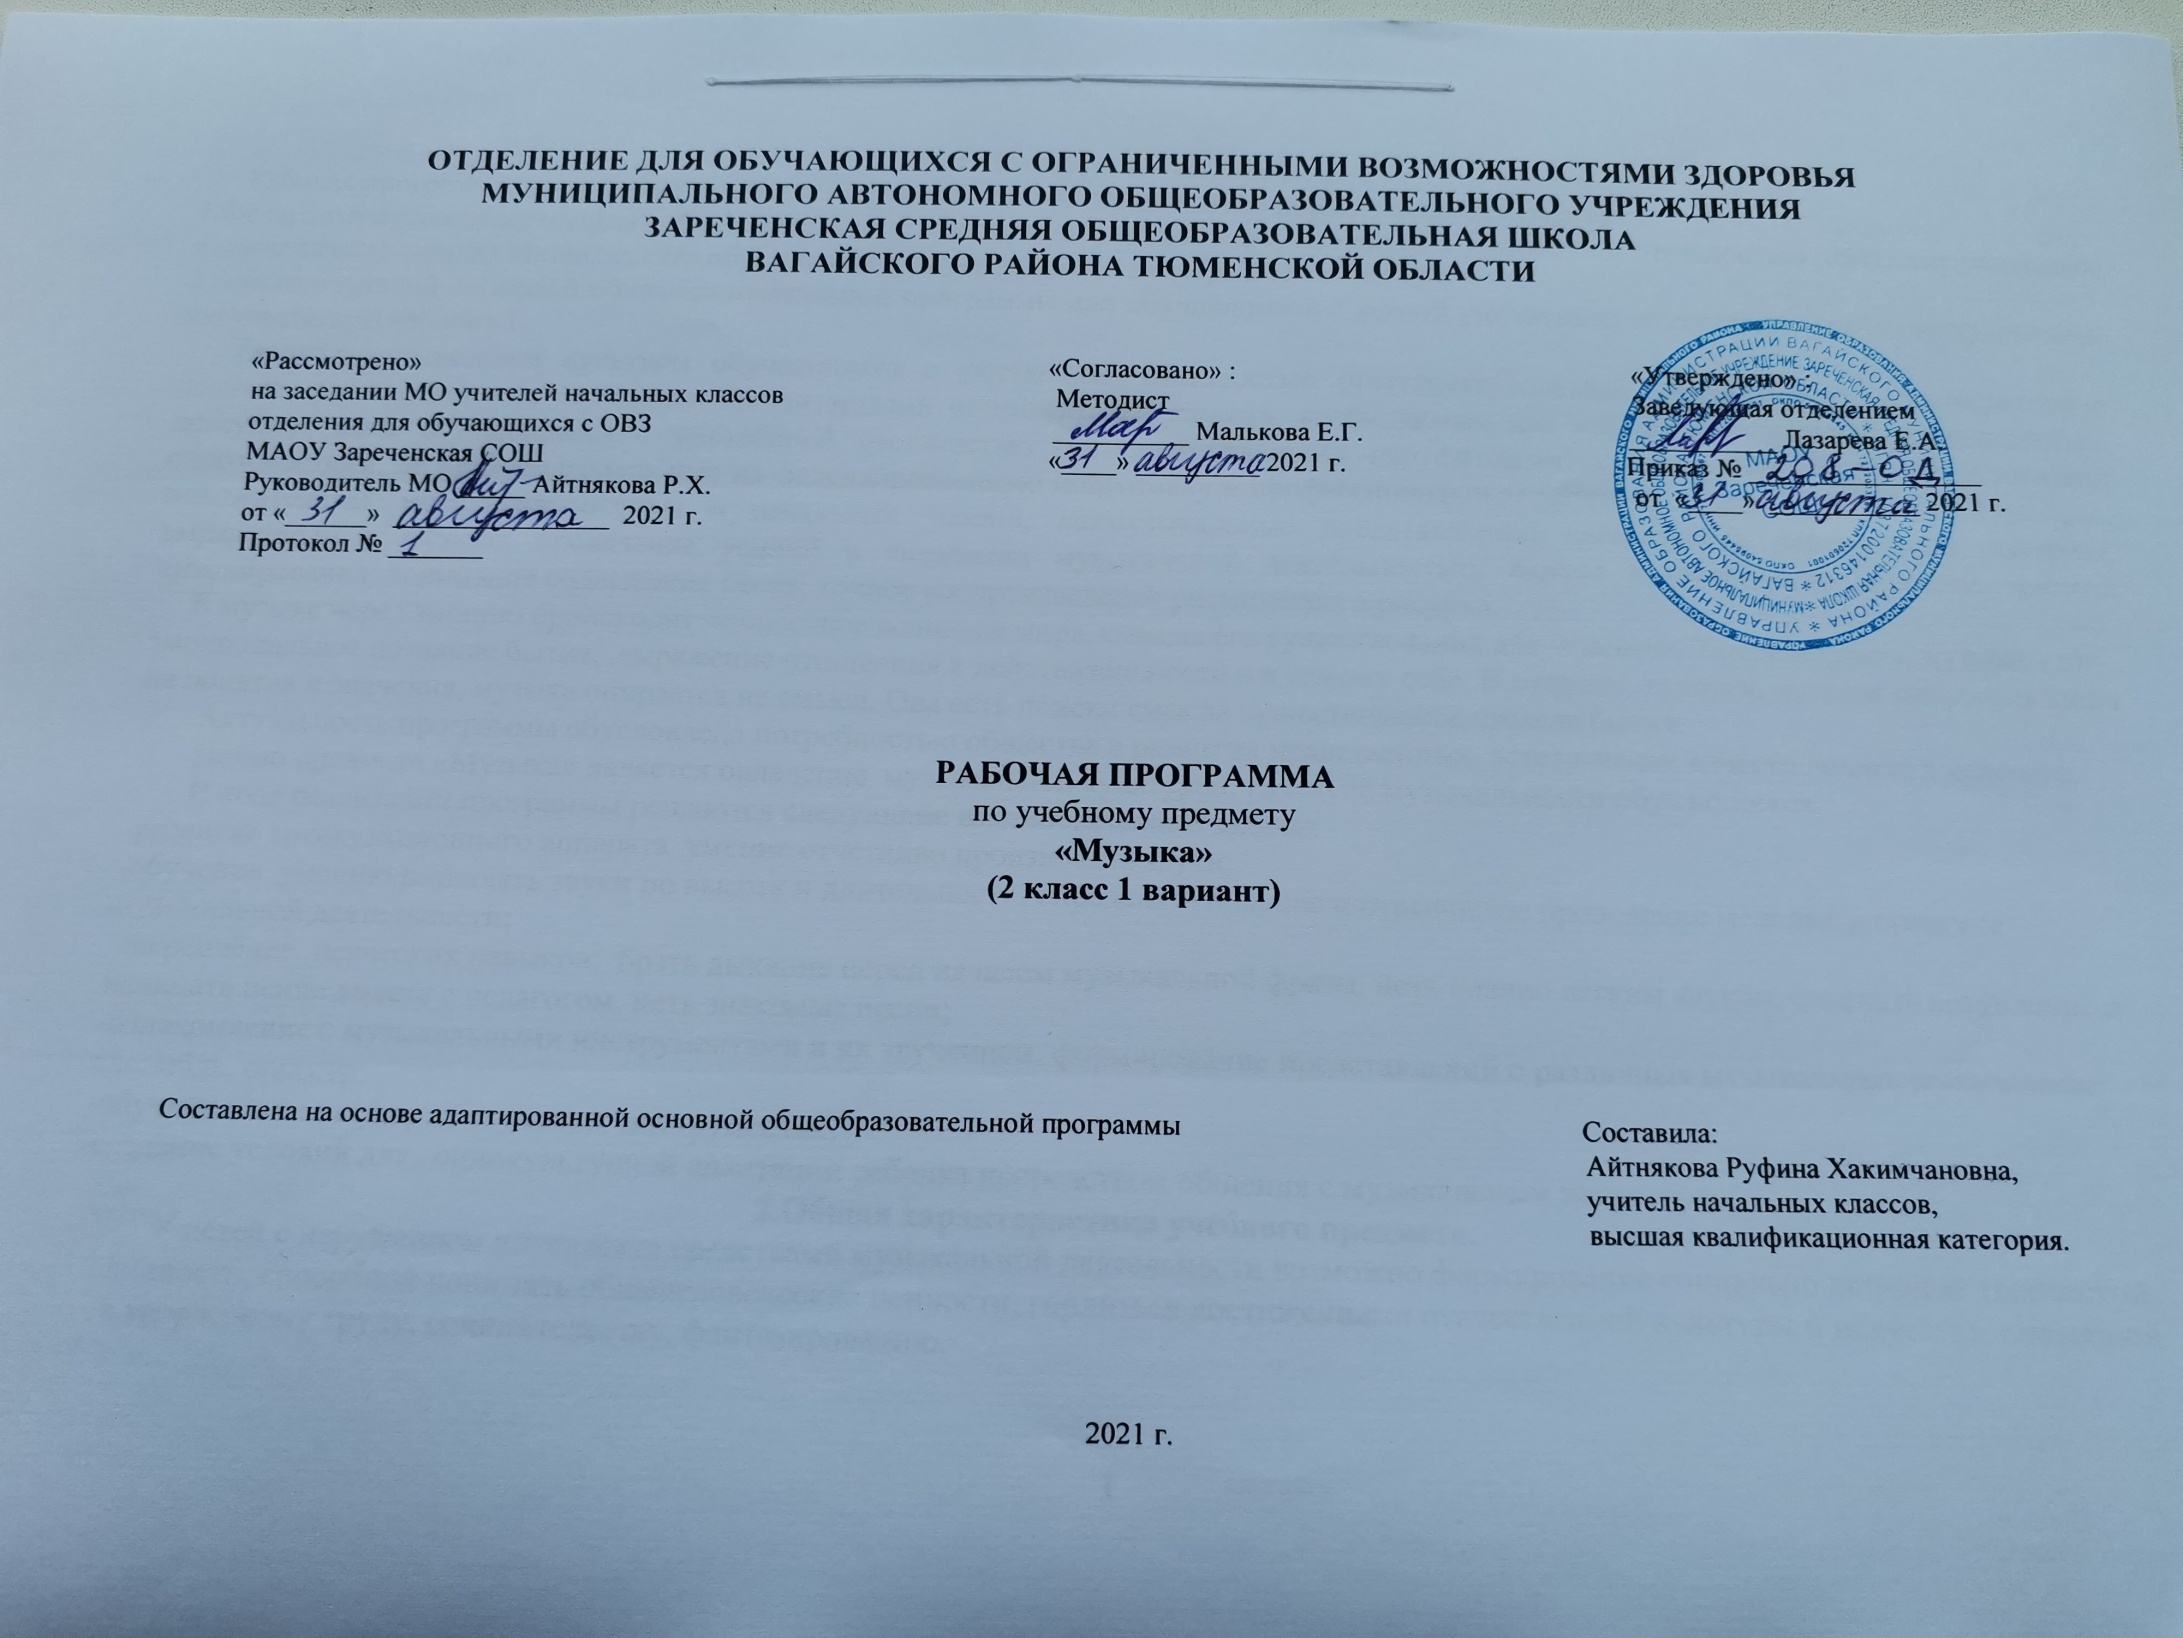 ОТДЕЛЕНИЕ ДЛЯ ОБУЧАЮЩИХСЯ С ОГРАНИЧЕННЫМИ ВОЗМОЖНОСТЯМИ ЗДОРОВЬЯ
МУНИЦИПАЛЬНОГО АВТОНОМНОГО ОБЩЕОБРАЗОВАТЕЛЬНОГО УЧРЕЖДЕНИЯ
ЗАРЕЧЕНСКАЯ СРЕДНЯЯ ОБЩЕОБРАЗОВАТЕЛЬНАЯ ШКОЛА
ВАГАЙСКОГО РАЙОНА ТЮМЕНСКОЙ ОБЛАСТИ
«Рассмотрено»
на заседании МО учителей начальных классов
отделения для обучающихся с ОВЗ
МАОУ Зареченская СОШ
Руководитель МО Айтнякова Р.Х.
от «31» августа 2021 г.
Протокол № 1
«Согласовано» :
Методист
Малькова Е.Г.
«31» августа 2021 г.
«Утверждено» :
Заведующая отделением
Лазарева Е.А
Приказ № 208-ОД
от «31» августа 2021 г.
РАБОЧАЯ ПРОГРАММА
по учебному предмету
«Музыка»
(2 класс 1 вариант)
Составлена на основе адаптированной основной общеобразовательной программы
Составила:
Айтнякова Руфина Хакимчановна,
учитель начальных классов,
высшая квалификационная категория.
2021 г.